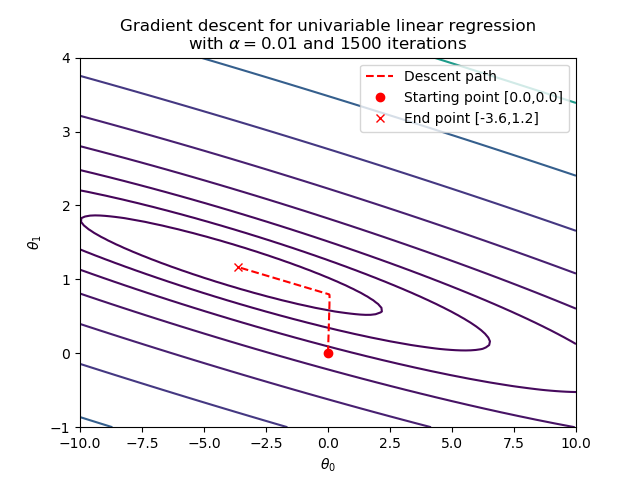 Gradient descent for univariable linear regression
with α = 0.01 and 1500 iterations
Descent path
Starting point [0.0,0.0]
End point [-3.6,1.2]
4
3
2
1
0
−1
θ₁
−10.0 −7.5 −5.0 −2.5 0.0 2.5 5.0 7.5 10.0
θ₀